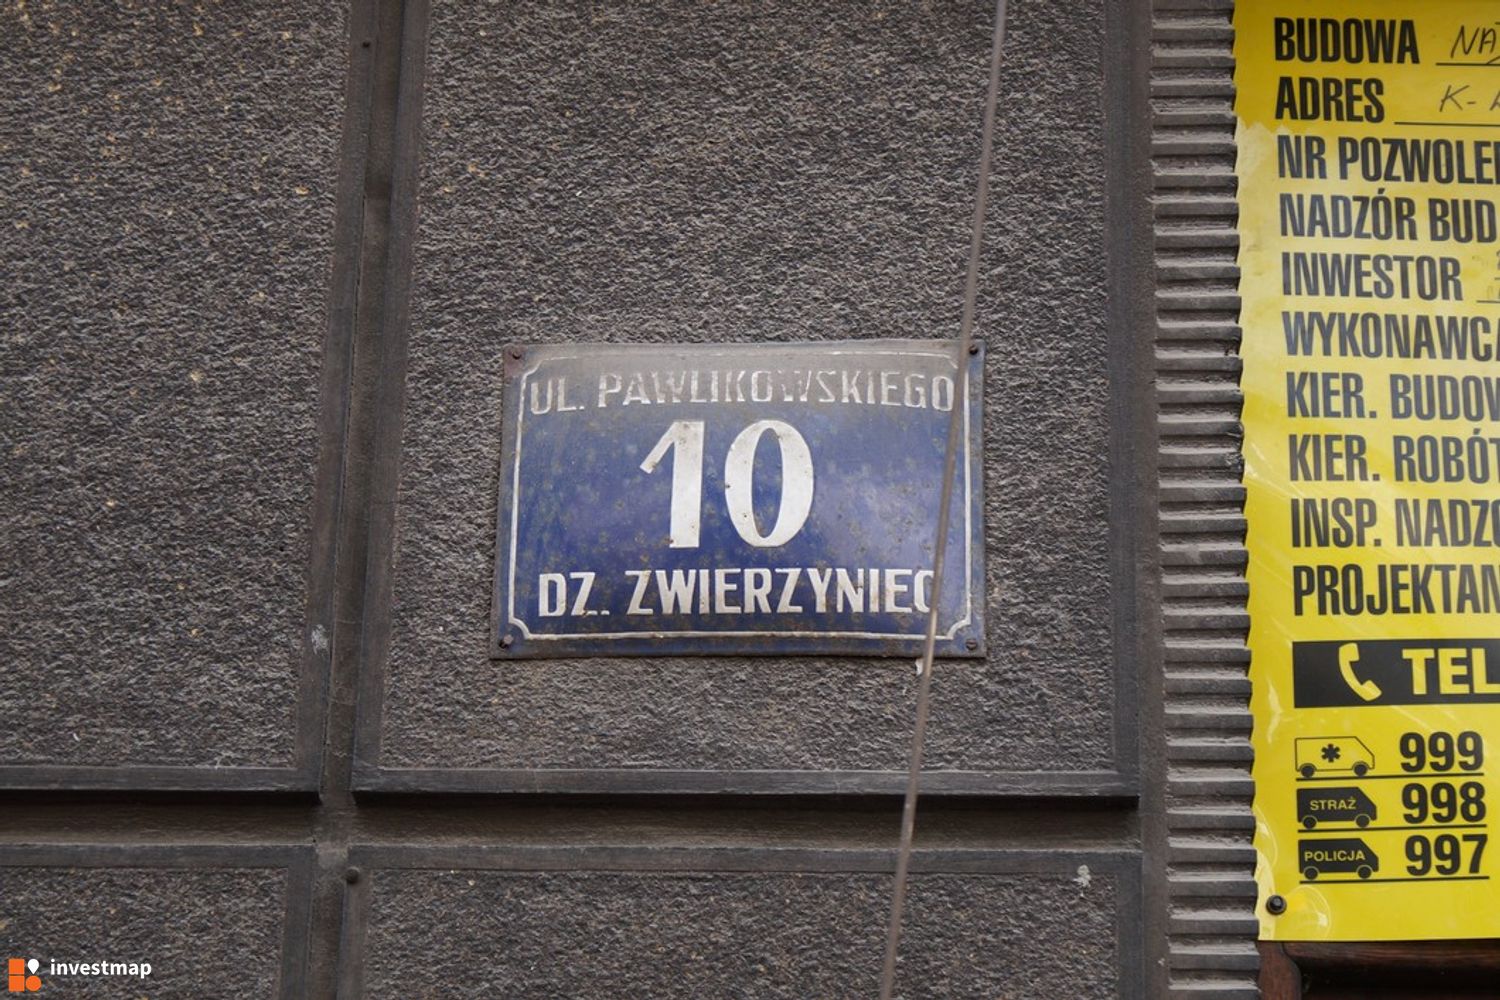 UL. PAWLIKOWSKIEGO
10
DZ. ZWIERZYNIEC
BUDOWA
ADRES K-
NR POZWOLE
NADZÓR BUD
INWESTOR
WYKONAWCA
KIER. BUDOW
KIER. ROBÓT
INSP. NADZO
PROJEKTAN
TEL
999
STRAŻ 998
POLICJA 997
investmap